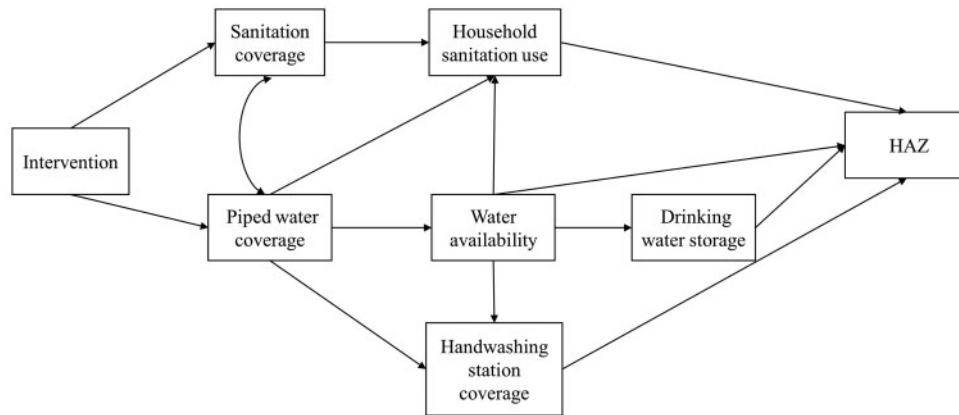 Sanitation
coverage
Household
sanitation use
Intervention
HAZ
Piped water
coverage
Water
availability
Drinking
water storage
Handwashing
station
coverage